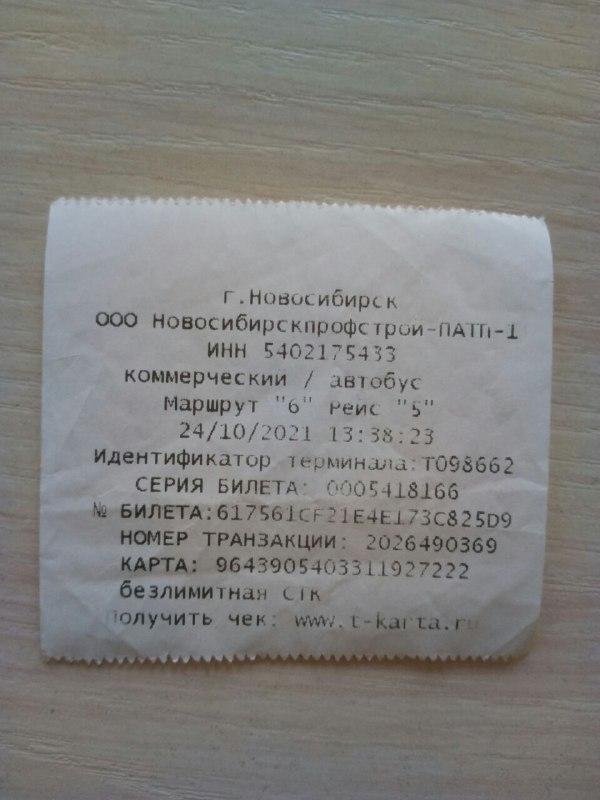 г.Новосибирск
ООО Новосибирскпрофстрой-ПАТП-1
ИНН 5402175433
коммерческий / автобус
Маршрут "6" Рейс "5"
24/10/2021 13:38:23
Идентификатор терминала:Т098662
СЕРИЯ БИЛЕТА: 0005418166
№ БИЛЕТА:617561CF21E4E173C825D9
НОМЕР ТРАНЗАКЦИИ: 2026490369
КАРТА: 9643905403311927222
безлимитная СТК
Получить чек: www.t-karta.ru